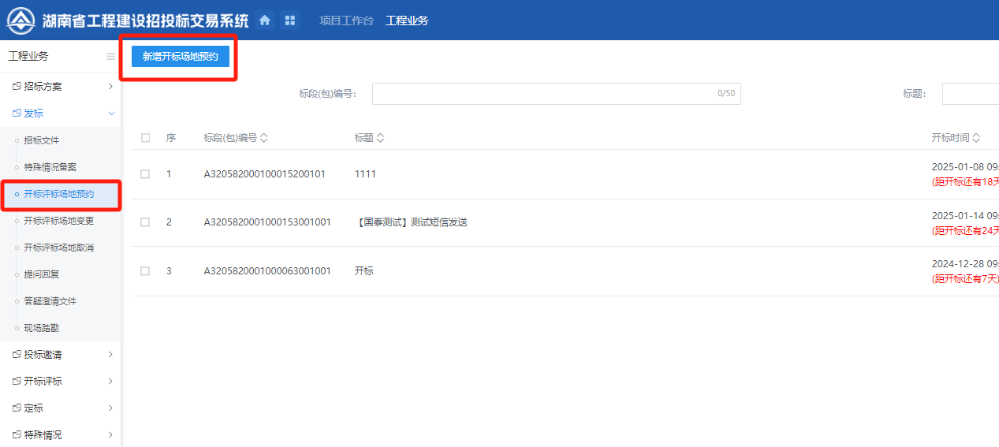 湖南省工程建设招投标交易系统 项目工作台 工程业务
工程业务
新增开标场地预约
招标方案
发标
招标文件
特殊情况备案
开标评标场地预约
开标评标场地变更
开标评标场地取消
提问回复
答疑澄清文件
现场踏勘
投标邀请
开标评标
定标
特殊情况
标段(包)编号： 0/50 标题：
序 标段(包)编号 标题 开标时间
1 A320582000100015200101 1111 2025-01-08 09:
(距开标还有18天
2 A3205820001000153001001 【国泰测试】测试短信发送 2025-01-14 09:
(距开标还有24天
3 A3205820001000063001001 开标 2024-12-28 09:
(距开标还有7天)